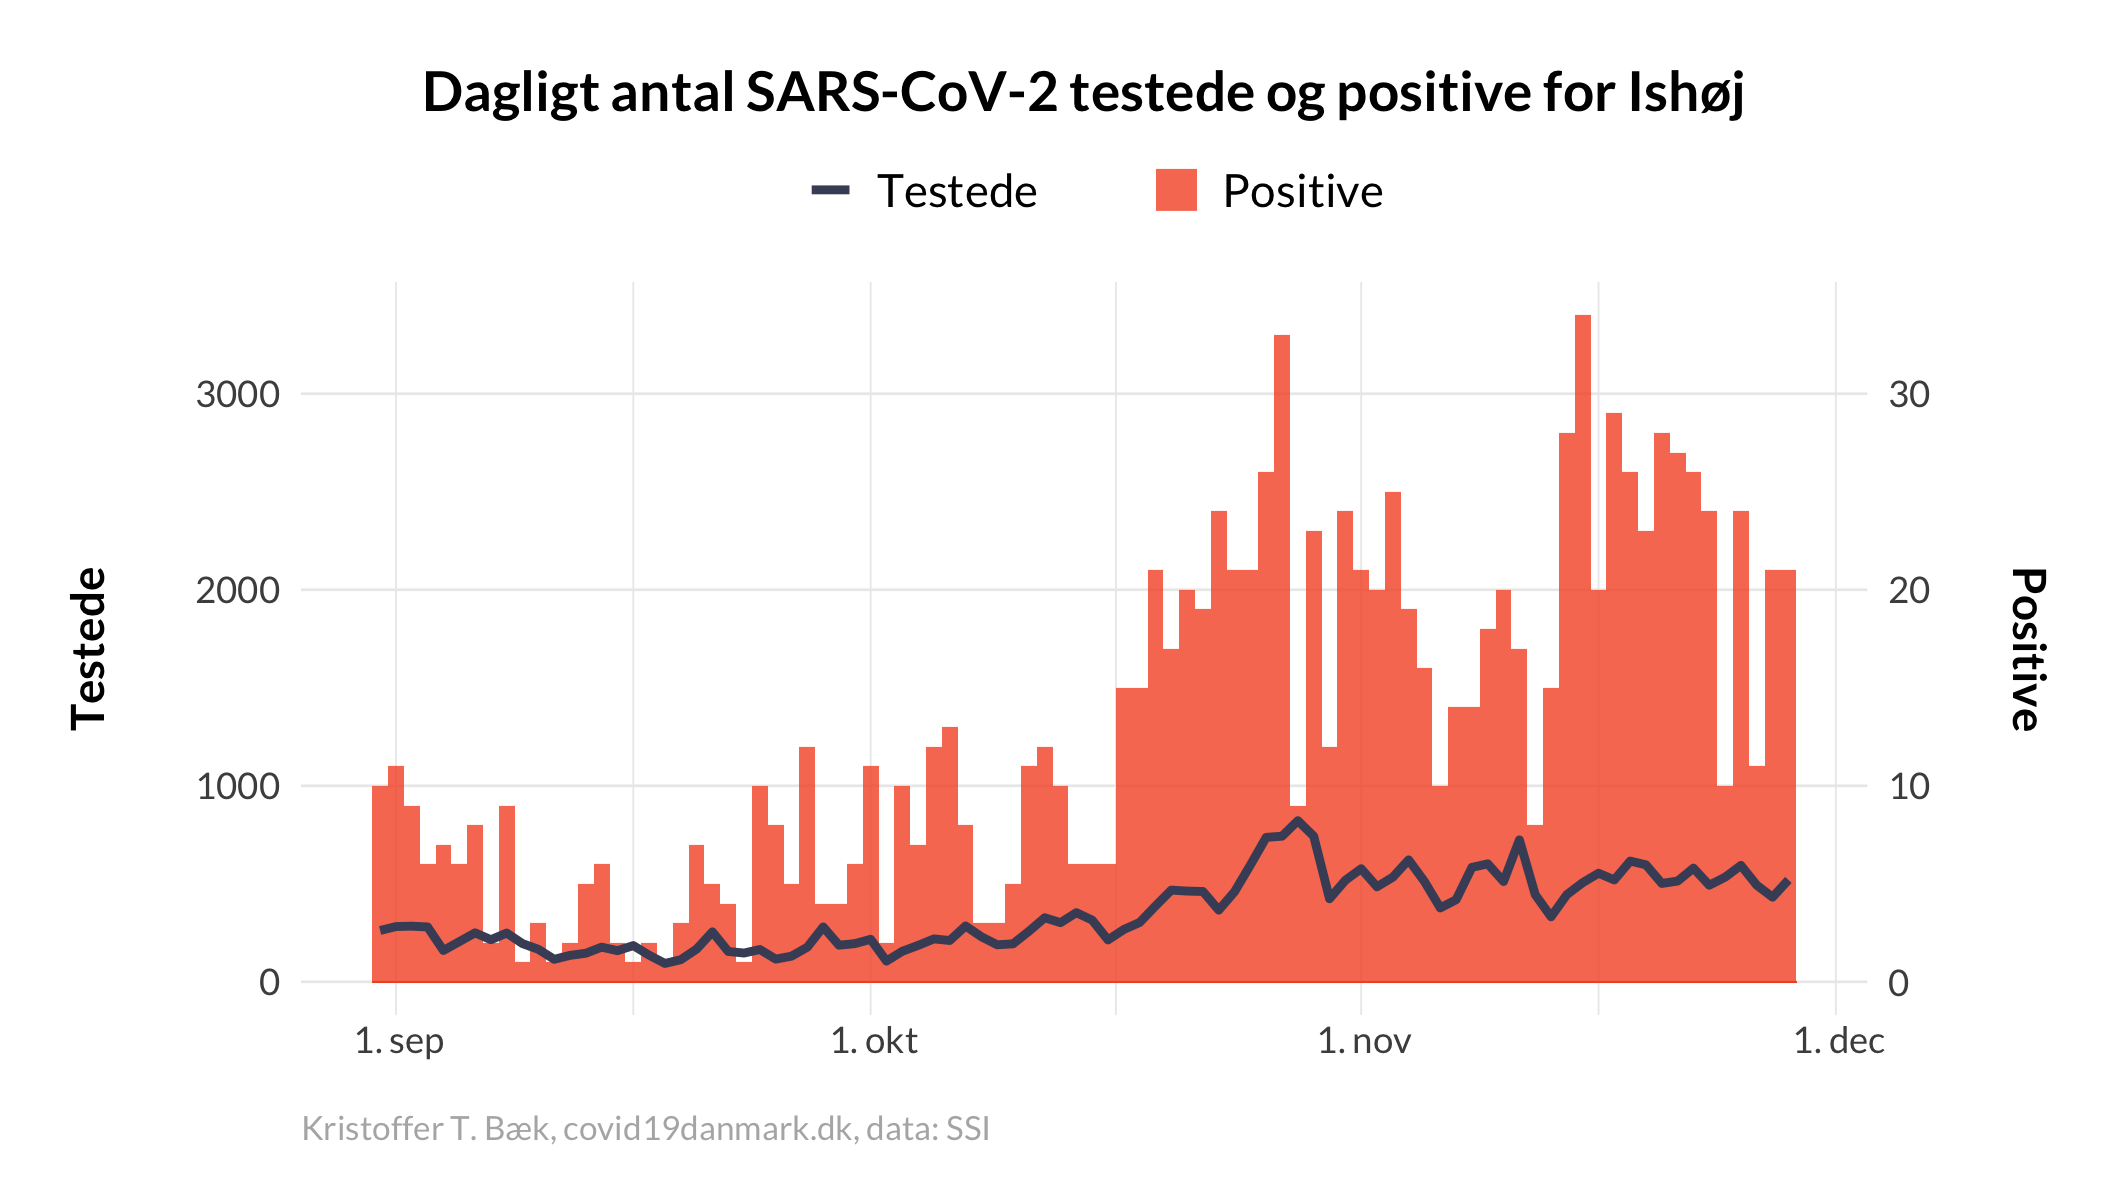 Dagligt antal SARS-CoV-2 testede og positive for Ishøj
Testede Positive
3000 30
2000 20
1000 10
0 0
Testede
Positive
1. sep 1. okt 1. nov 1. dec
Kristoffer T. Bæk, covid19danmark.dk, data: SSI